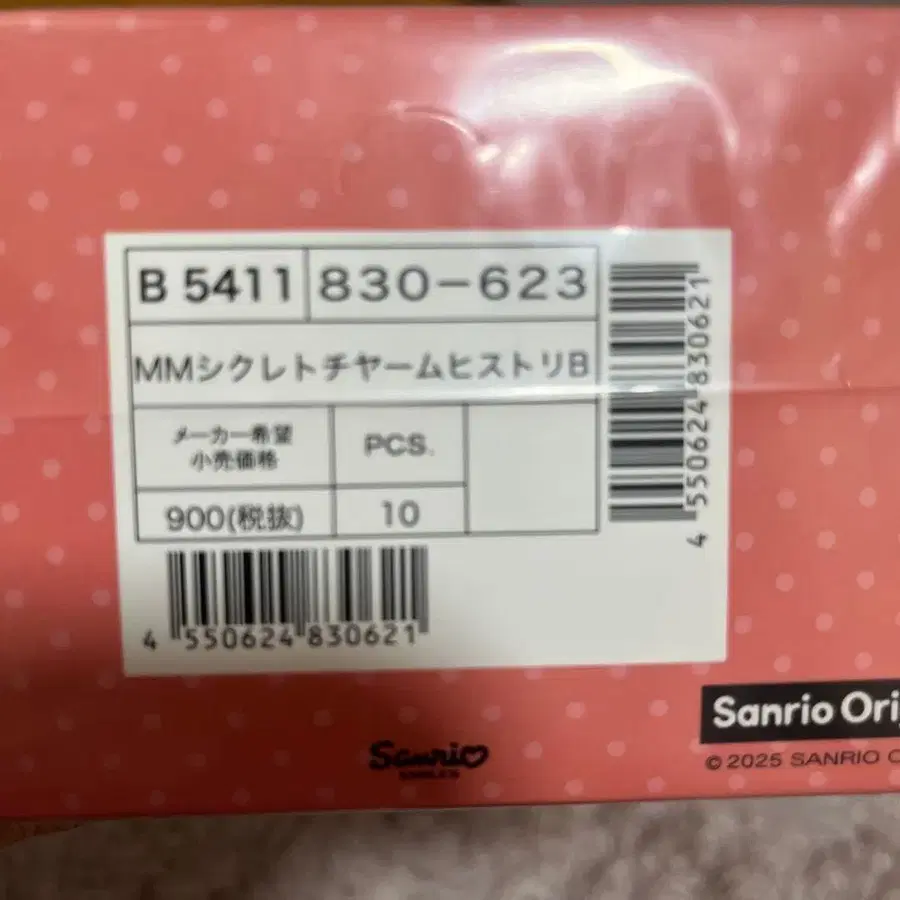 B 5411 830-623
MMシクレトチヤームヒストリB
メーカー希望
小売価格
PCS.
900(税抜) 10
4 550624 830621
4 550624 830621
Sanrio
SMILES
Sanrio Ori
©2025 SANRIO C